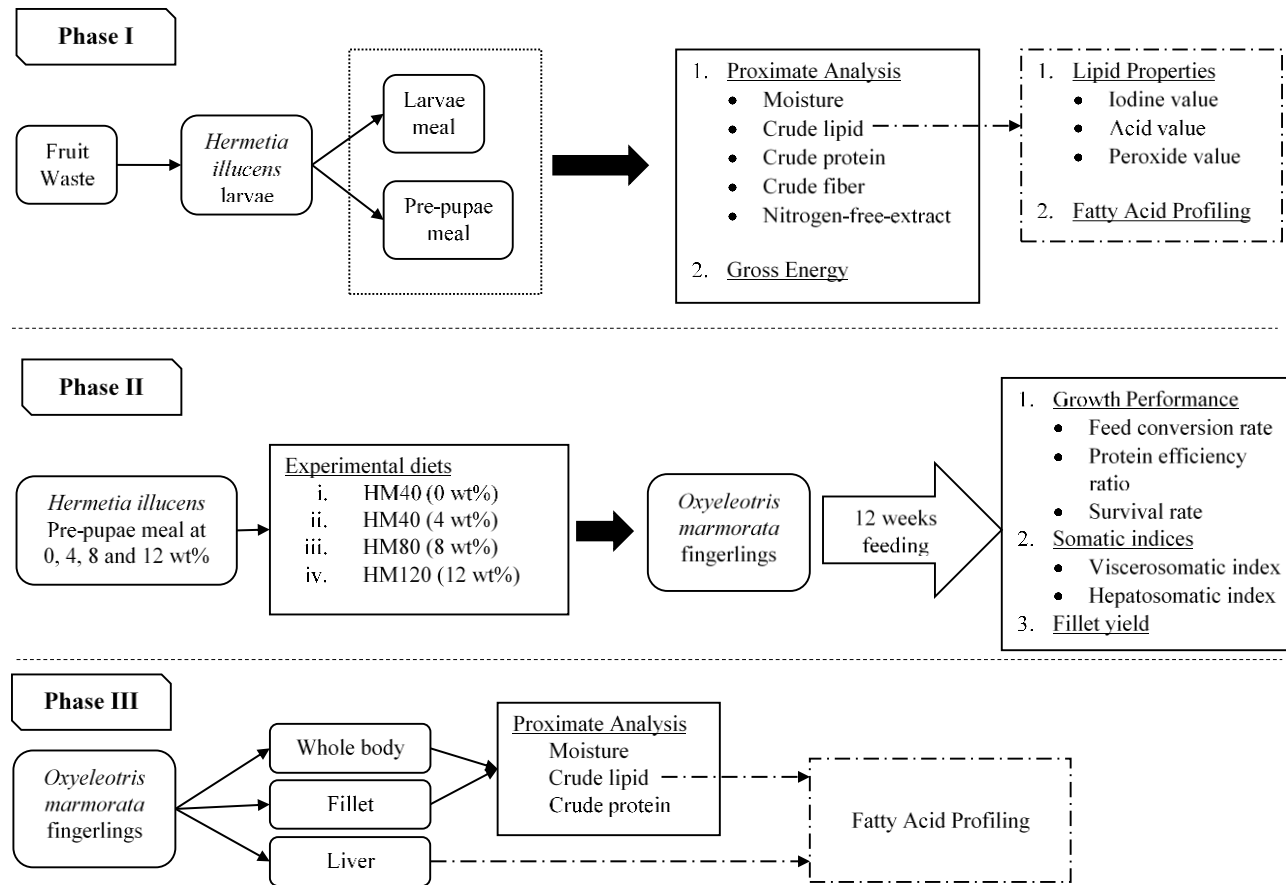 Phase I
Fruit
Waste
Hermetia
illucens
larvae
Larvae
meal
Pre-pupae
meal
1. Proximate Analysis
• Moisture
• Crude lipid
• Crude protein
• Crude fiber
• Nitrogen-free-extract
2. Gross Energy
1. Lipid Properties
• Iodine value
• Acid value
• Peroxide value
2. Fatty Acid Profiling
Phase II
Hermetia illucens
Pre-pupae meal at
0, 4, 8 and 12 wt%
Experimental diets
i. HM40 (0 wt%)
ii. HM40 (4 wt%)
iii. HM80 (8 wt%)
iv. HM120 (12 wt%)
Oxyeleotris
marmorata
fingerlings
12 weeks
feeding
1. Growth Performance
• Feed conversion rate
• Protein efficiency
ratio
• Survival rate
2. Somatic indices
• Viscerosomatic index
• Hepatosomatic index
3. Fillet yield
Phase III
Oxyeleotris
marmorata
fingerlings
Whole body
Fillet
Liver
Proximate Analysis
Moisture
Crude lipid
Crude protein
Fatty Acid Profiling